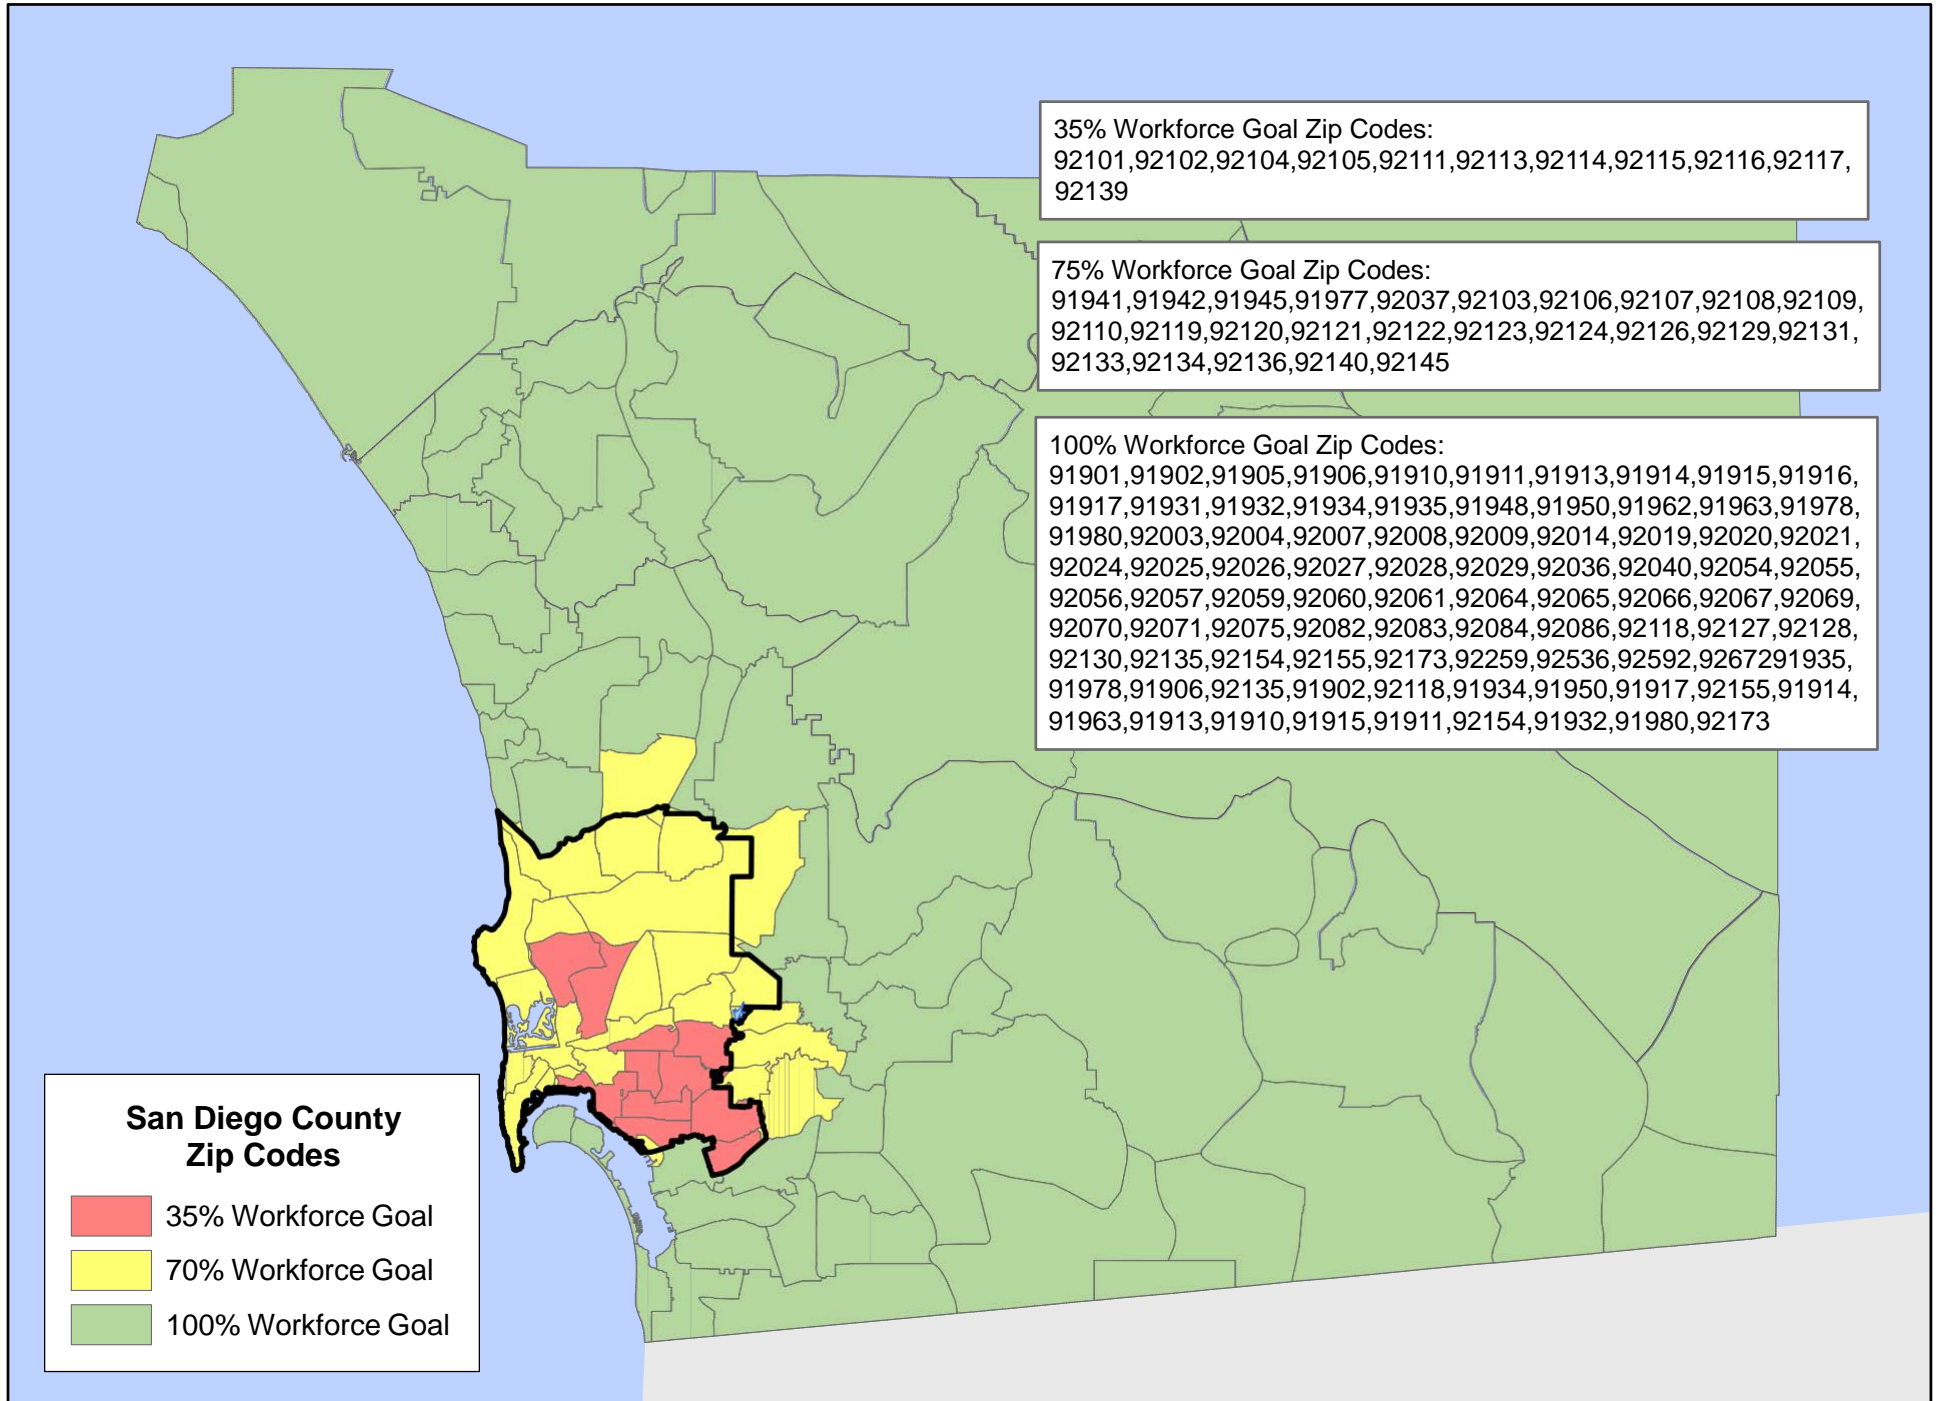 35% Workforce Goal Zip Codes:
92101,92102,92104,92105,92111,92113,92114,92115,92116,92117,
92139
75% Workforce Goal Zip Codes:
91941,91942,91945,91977,92037,92103,92106,92107,92108,92109,
92110,92119,92120,92121,92122,92123,92124,92126,92129,92131,
92133,92134,92136,92140,92145
100% Workforce Goal Zip Codes:
91901,91902,91905,91906,91910,91911,91913,91914,91915,91916,
91917,91931,91932,91934,91935,91948,91950,91962,91963,91978,
91980,92003,92004,92007,92008,92009,92014,92019,92020,92021,
92024,92025,92026,92027,92028,92029,92036,92040,92054,92055,
92056,92057,92059,92060,92061,92064,92065,92066,92067,92069,
92070,92071,92075,92082,92083,92084,92086,92118,92127,92128,
92130,92135,92154,92155,92173,92259,92536,92592,9267291935,
91978,91906,92135,91902,92118,91934,91950,91917,92155,91914,
91963,91913,91910,91915,91911,92154,91932,91980,92173
San Diego County
Zip Codes
35% Workforce Goal
70% Workforce Goal
100% Workforce Goal